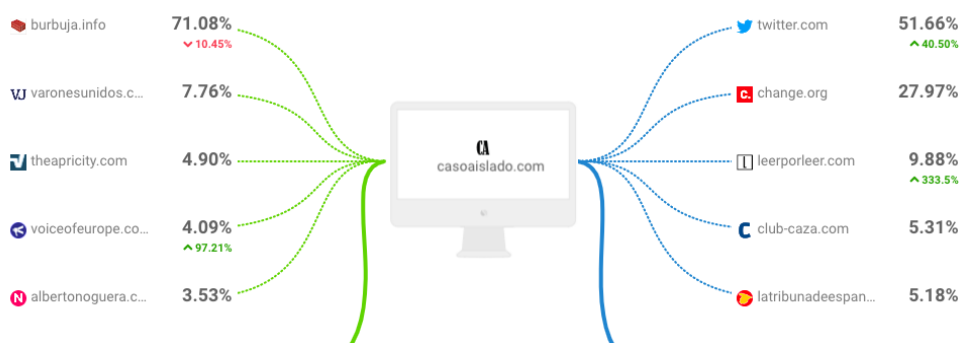 burbuja.info 71.08%
10.45%
varonesunidos.c... 7.76%
theapricity.com 4.90%
voiceofeurope.co... 4.09%
97.21%
albertonoguera.c... 3.53%
CA
casoaislado.com
twitter.com 51.66%
40.50%
change.org 27.97%
leerporleer.com 9.88%
333.5%
club-caza.com 5.31%
latribunadeespan... 5.18%
VJ
c.
C
N